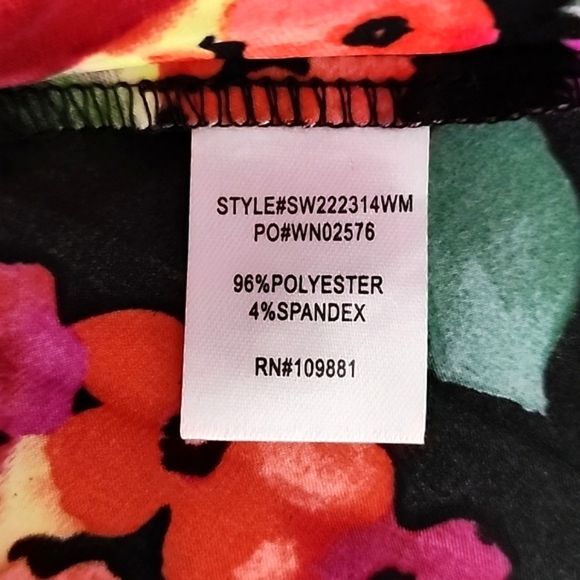 STYLE#SW222314WM
PO#WN02576
96%POLYESTER
4%SPANDEX
RN#109881